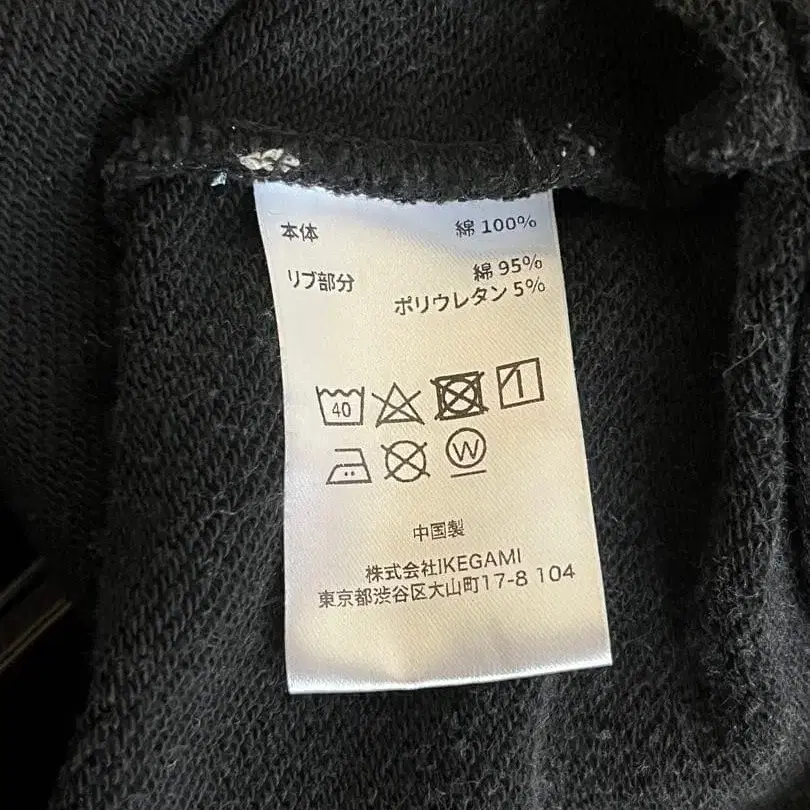 本体 綿 100%
リブ部分 綿 95%
ポリウレタン 5%
40
W
中国製
株式会社IKEGAMI
東京都渋谷区大山町17-8 104